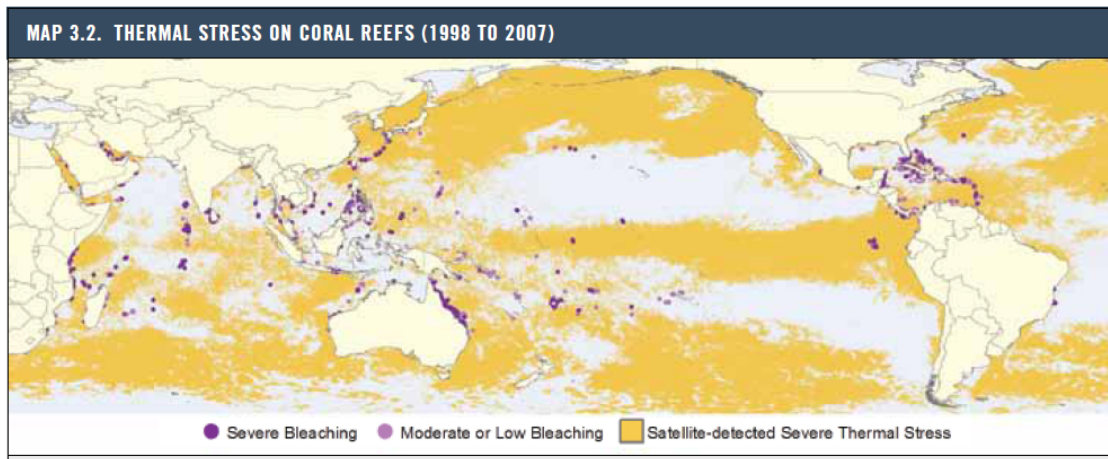 MAP 3.2. THERMAL STRESS ON CORAL REEFS (1998 TO 2007)
Severe Bleaching Moderate or Low Bleaching Satellite-detected Severe Thermal Stress